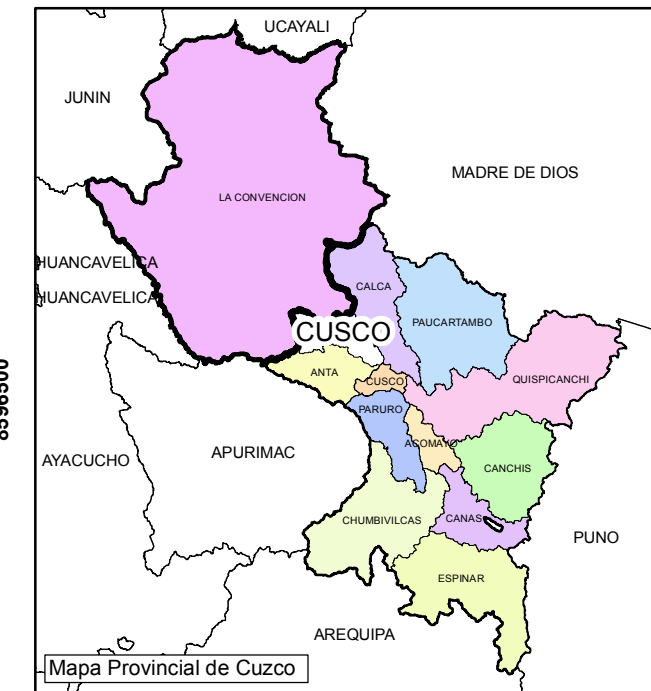 UCAYALI
JUNIN
MADRE DE DIOS
LA CONVENCION
HUANCAVELICA
CALCA
HUANCAVELICA
PAUCARTAMBO
CUSCO
ANTA
CUSCO
QUISPICANCHI
8596500
PARURO
ACOMAYO
APURIMAC
AYACUCHO
CANCHIS
CHUMBIVILCAS
CANAS
PUNO
ESPINAR
AREQUIPA
Mapa Provincial de Cuzco